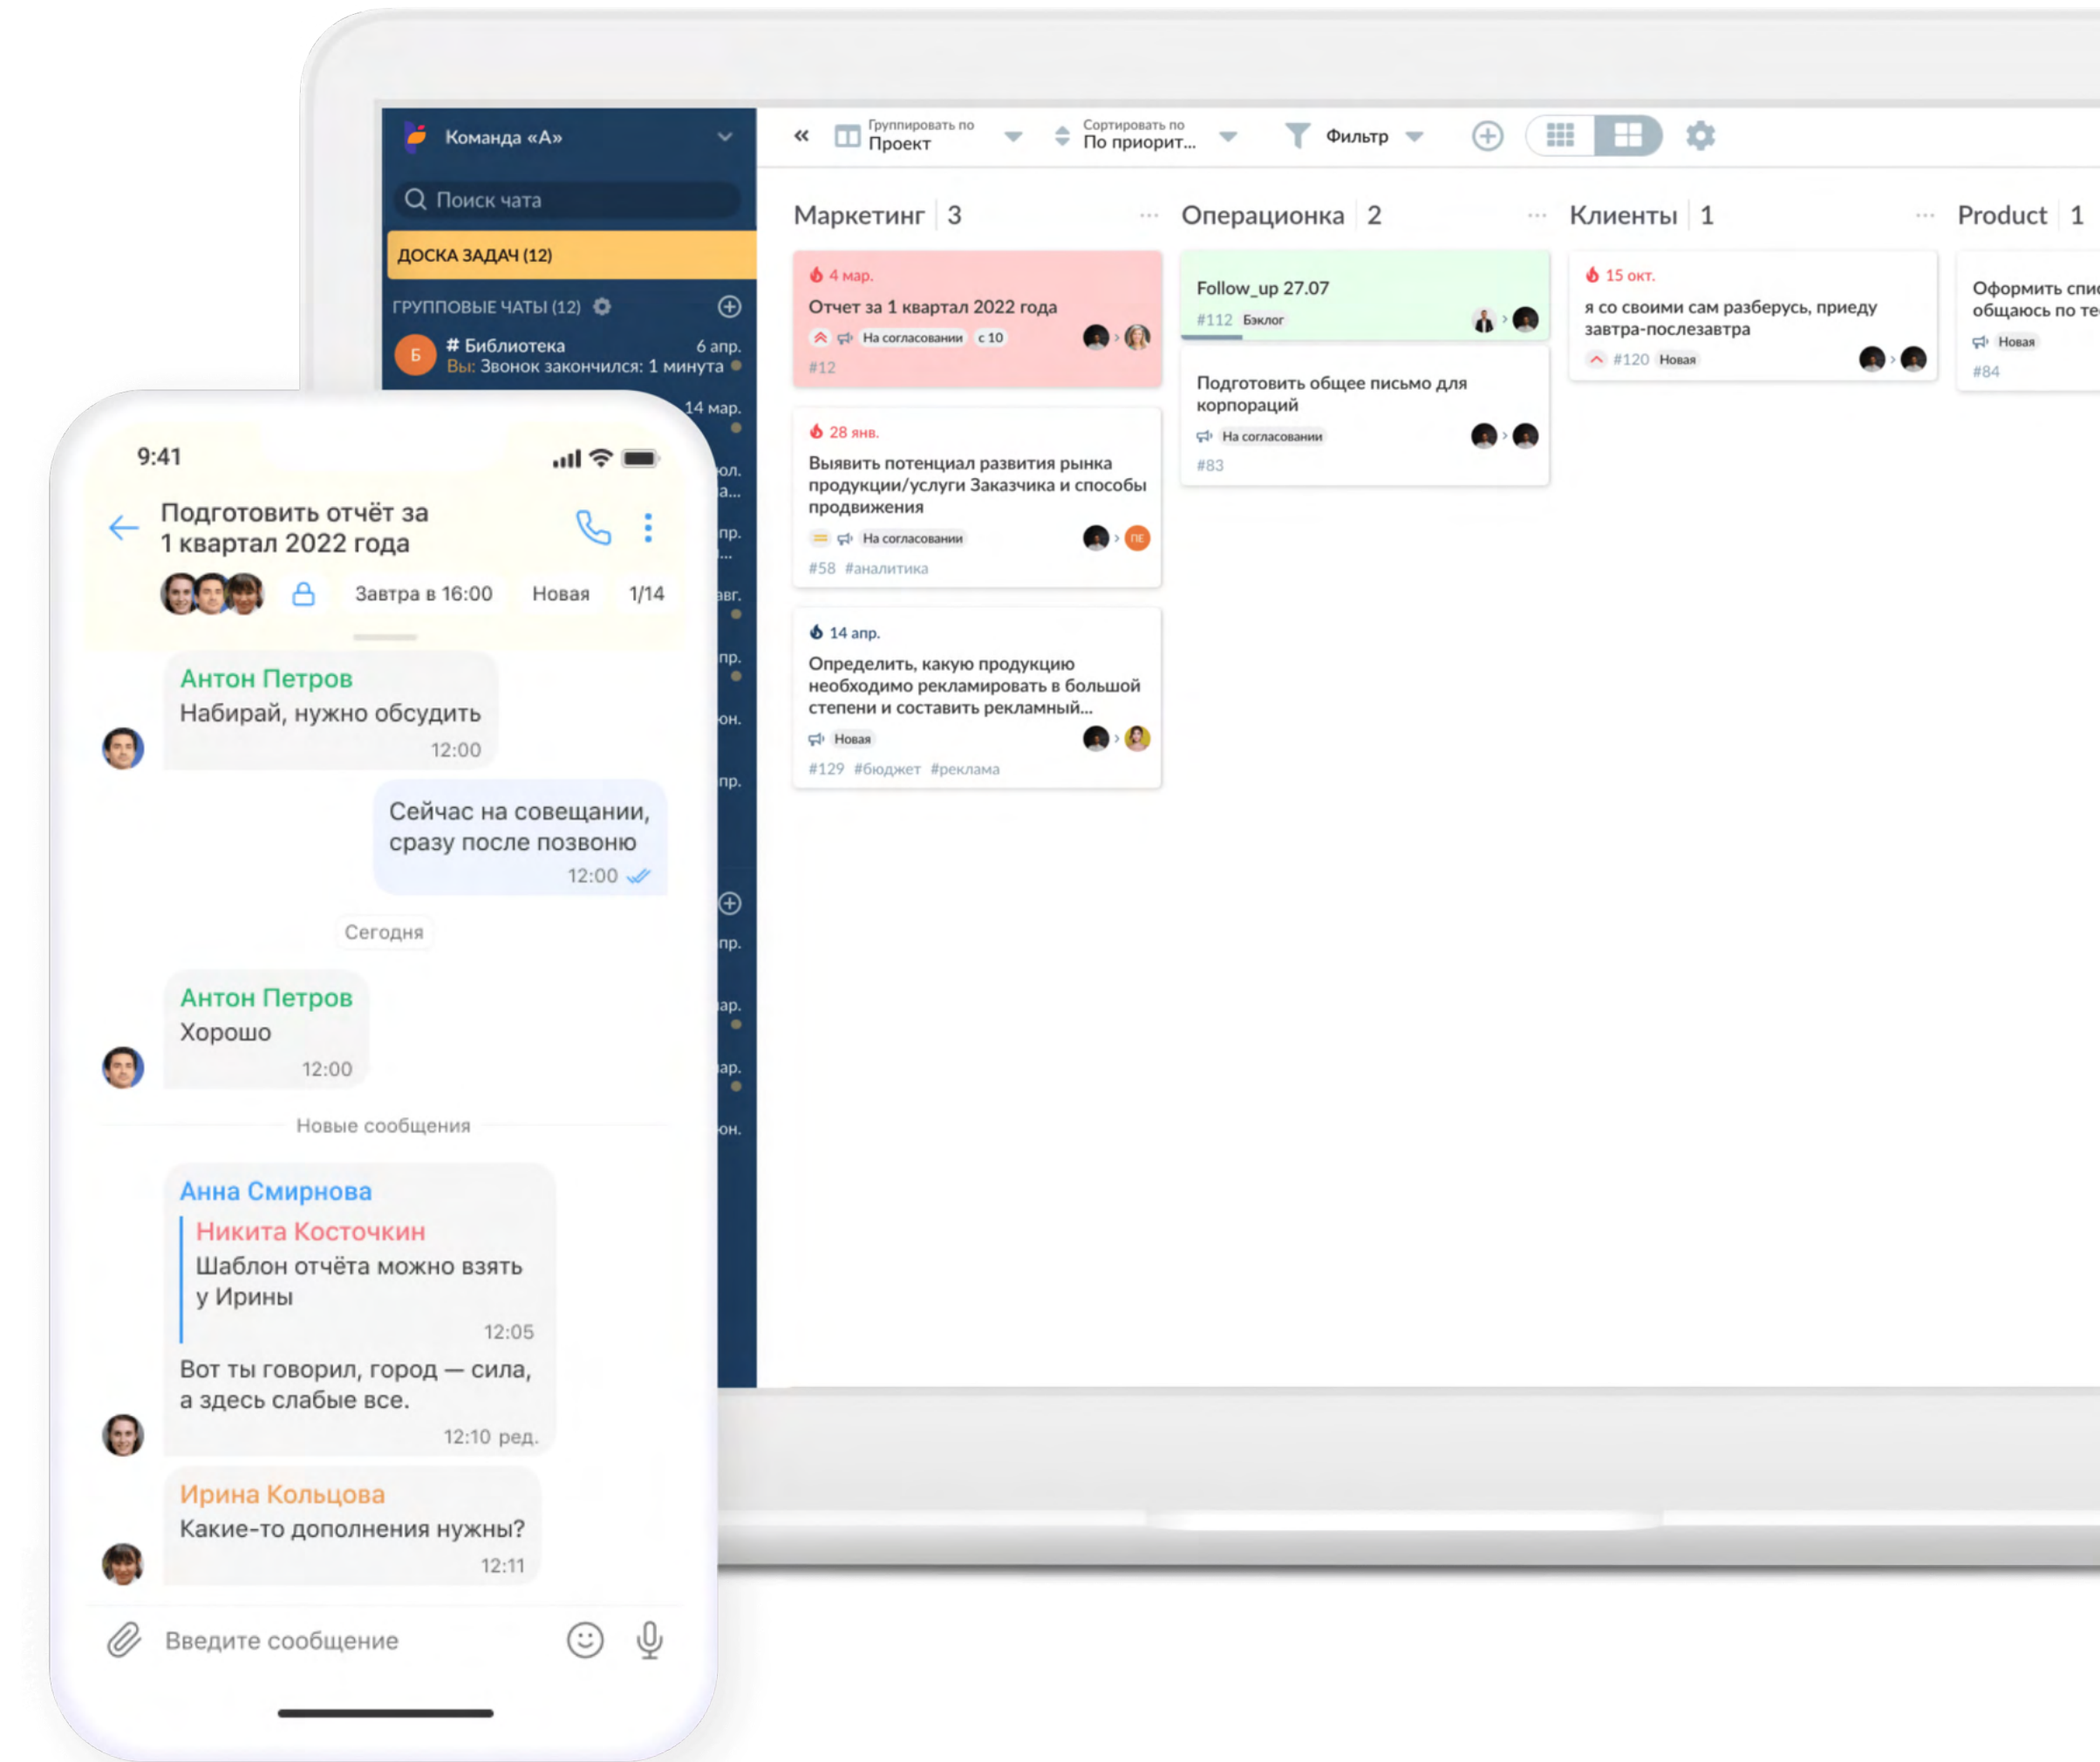 Команда «А»
Поиск чата
ДОСКА ЗАДАЧ (12)
ГРУППОВЫЕ ЧАТЫ (12)
Б
# Библиотека
6 апр.
Вы: Звонок закончился: 1 минута
14 мар.
Группировать по
Проект
Сортировать по
По приорит...
Фильтр
Маркетинг 3
4 мар.
Отчет за 1 квартал 2022 года
На согласовании с 10
#12
28 янв.
Выявить потенциал развития рынка
продукции/услуги Заказчика и способы
продвижения
На согласовании
ПЕ
#58 #аналитика
14 апр.
Определить, какую продукцию
необходимо рекламировать в большой
степени и составить рекламный...
Новая
#129 #бюджет #реклама
Операционка 2
Follow_up 27.07
#112 Бэклог
Подготовить общее письмо для
корпораций
На согласовании
#83
Клиенты 1
15 окт.
я со своими сам разберусь, приеду
завтра-послезавтра
#120 Новая
Product 1
Оформить
общаюсь по
Новая
#84
9:41
Подготовить отчёт за
1 квартал 2022 года
Завтра в 16:00
Новая
1/14
Антон Петров
Набирай, нужно обсудить
12:00
Сейчас на совещании,
сразу после позвоню
12:00
Сегодня
Антон Петров
Хорошо
12:00
Новые сообщения
Анна Смирнова
Никита Косточкин
Шаблон отчёта можно взять
у Ирины
12:05
Вот ты говорил, город — сила,
а здесь слабые все.
12:10 ред.
Ирина Кольцова
Какие-то дополнения нужны?
12:11
Введите сообщение